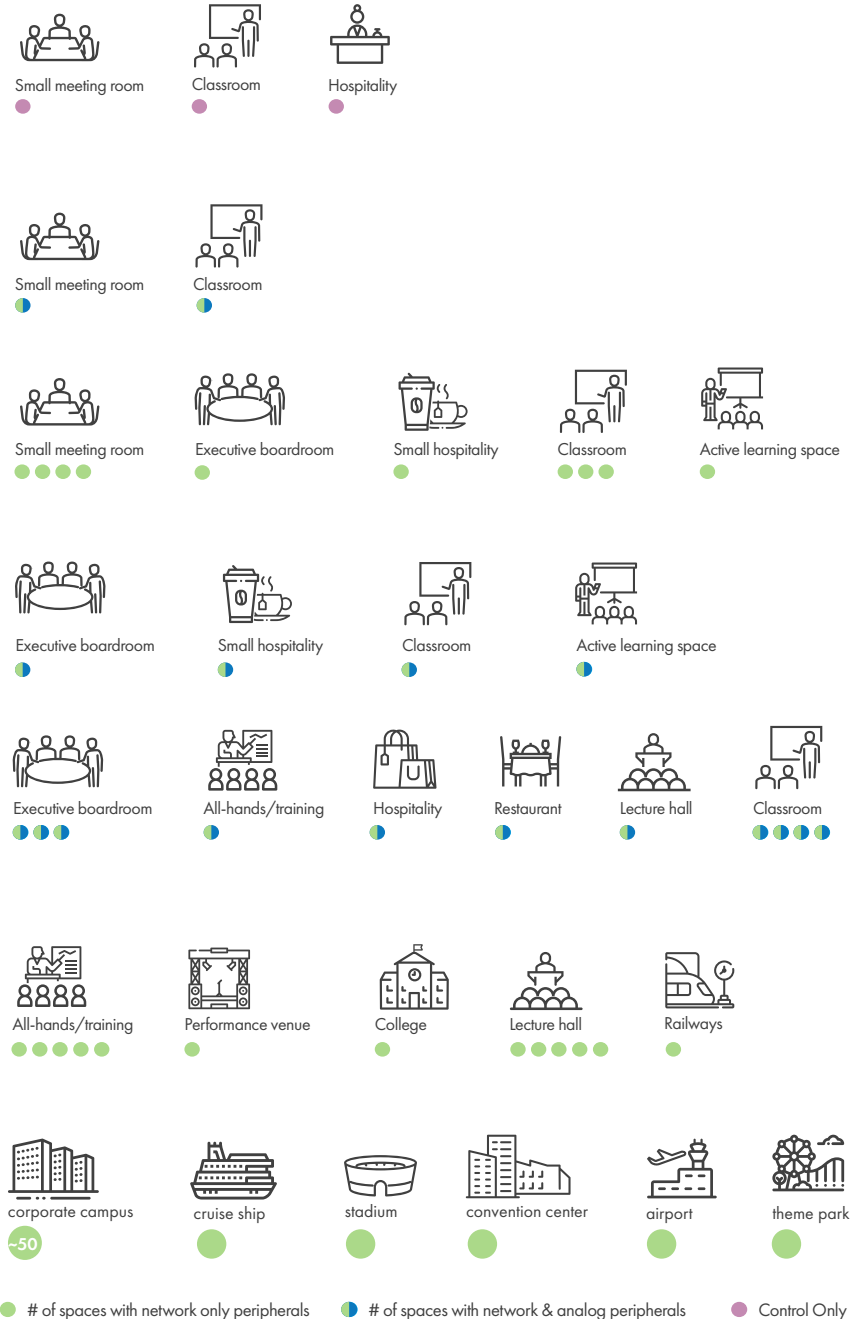 Small meeting room
Classroom
Hospitality
Small meeting room
Classroom
Small meeting room
Executive boardroom
Small hospitality
Classroom
Active learning space
Executive boardroom
Small hospitality
Classroom
Active learning space
Executive boardroom
All-hands/training
Hospitality
Restaurant
Lecture hall
Classroom
All-hands/training
Performance venue
College
Lecture hall
Railways
corporate campus
cruise ship
stadium
convention center
airport
theme park
~50
# of spaces with network only peripherals
# of spaces with network & analog peripherals
Control Only